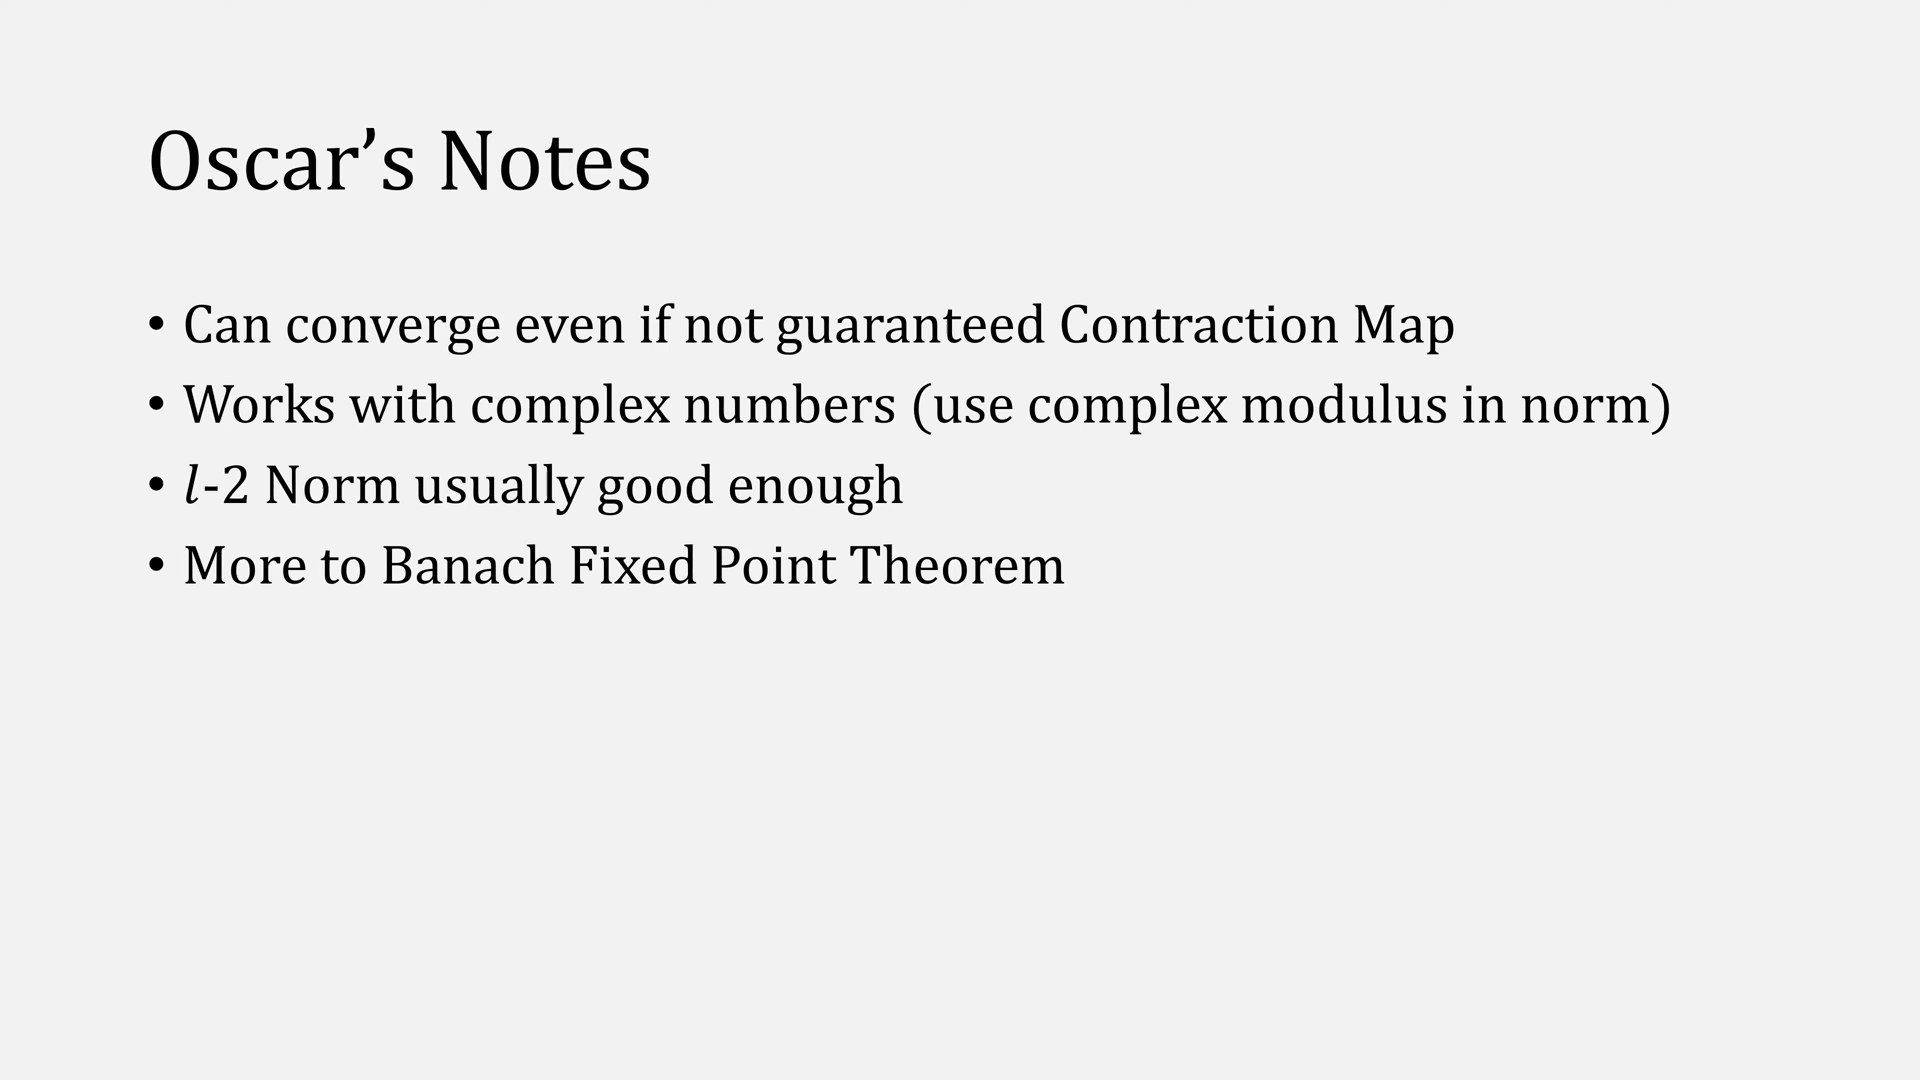 Oscar’s Notes
• Can converge even if not guaranteed Contraction Map
• Works with complex numbers (use complex modulus in norm)
• l-2 Norm usually good enough
• More to Banach Fixed Point Theorem